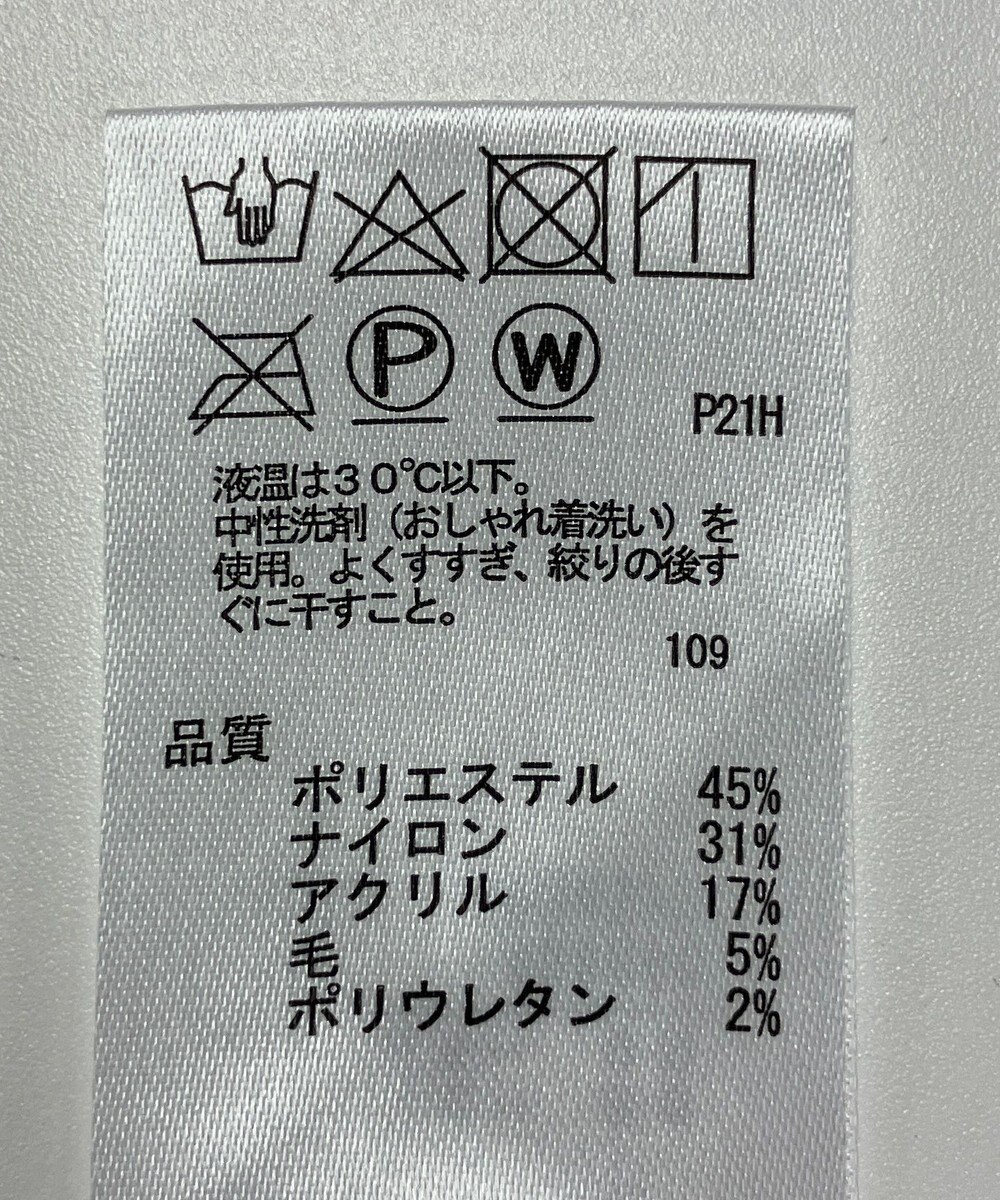 P W
P21H
液温は30℃以下。
中性洗剤（おしゃれ着洗い）を
使用。よくすすぎ、絞りの後す
ぐに干すこと。
109
品質
ポリエステル 45%
ナイロン 31%
アクリル 17%
毛 5%
ポリウレタン 2%